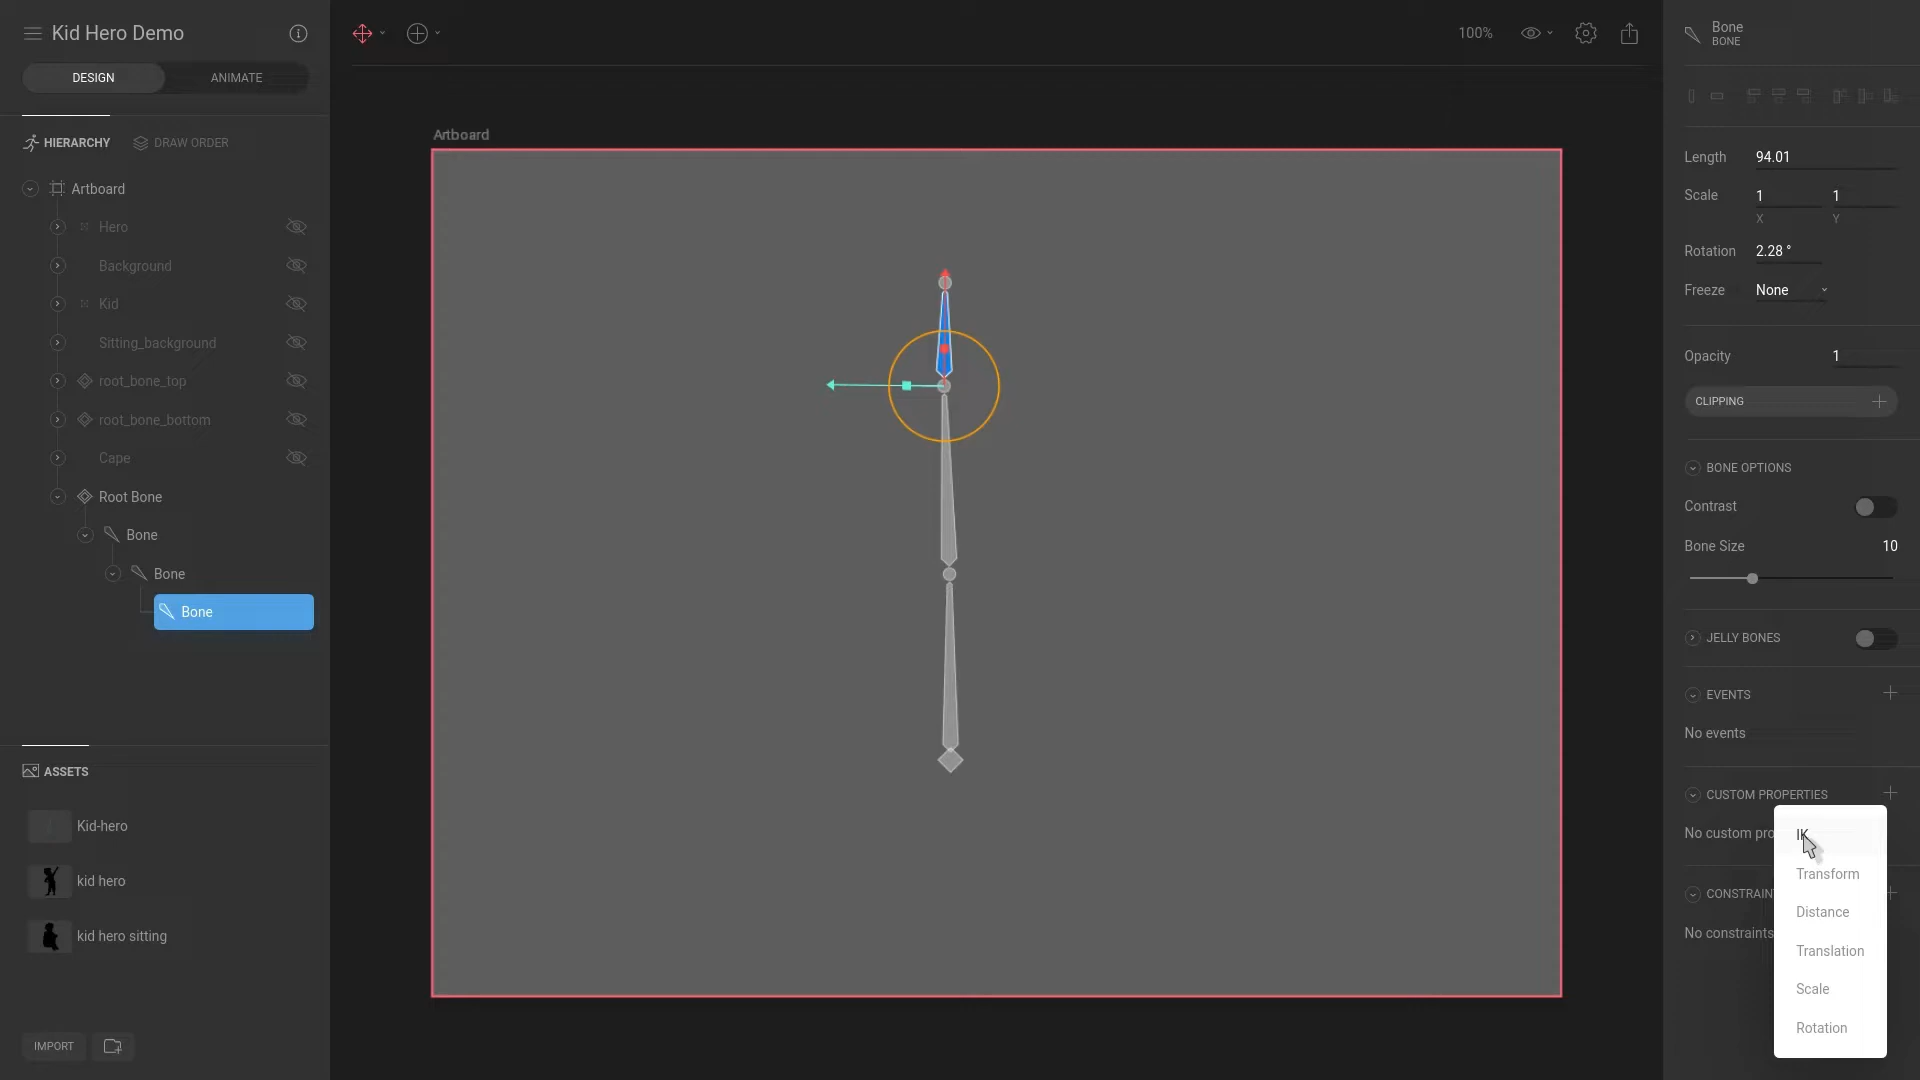 Kid Hero Demo
DESIGN
ANIMATE
HIERARCHY
DRAW ORDER
Artboard
Hero
Background
Kid
Sitting_background
root_bone_top
root_bone_bottom
Cape
Root Bone
Bone
Bone
Bone
ASSETS
Kid-hero
kid hero
kid hero sitting
IMPORT
100%
Artboard
Bone
BONE
Length 94.01
Scale 1 1
X Y
Rotation 2.28 °
Freeze None
Opacity 1
CLIPPING
BONE OPTIONS
Contrast
Bone Size 10
JELLY BONES
EVENTS
No events
CUSTOM PROPERTIES
No custom pro
CONSTRAIN
No constraints
IK
Transform
Distance
Translation
Scale
Rotation